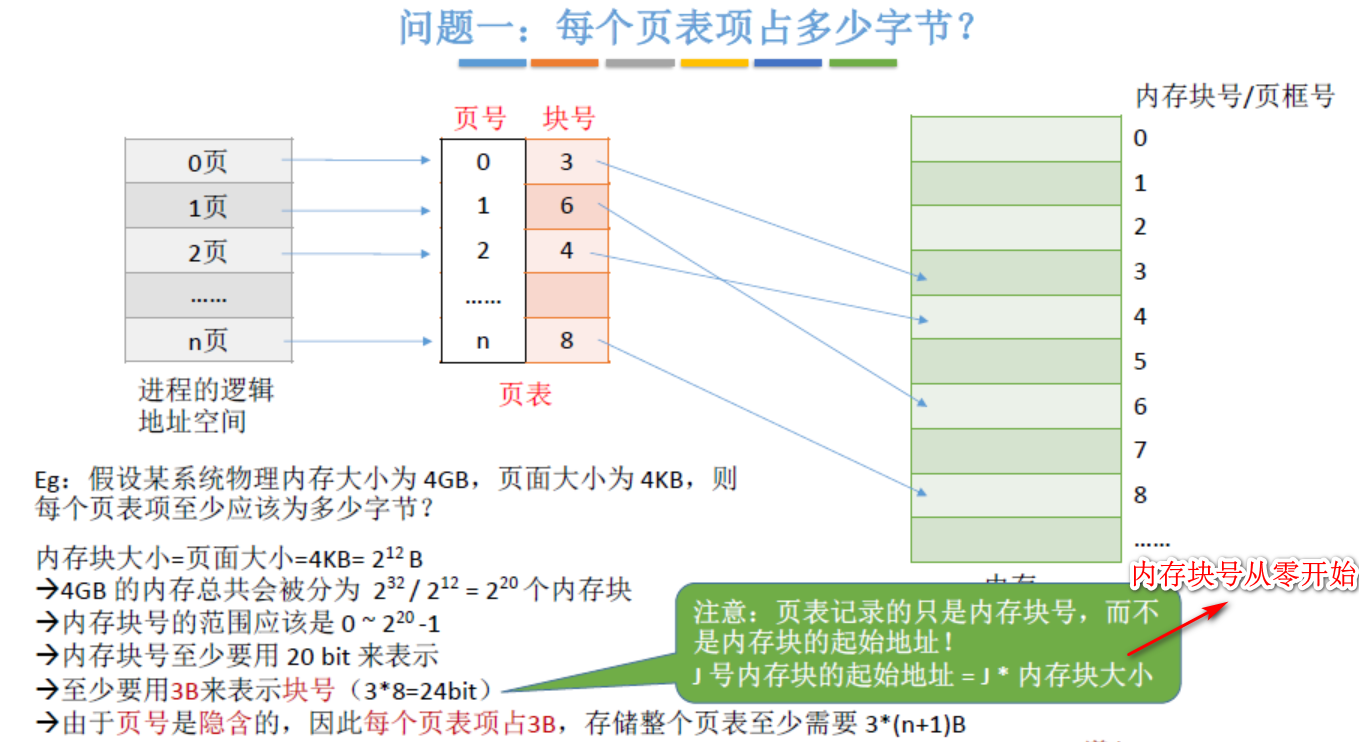 问题一：每个页表项占多少字节？
内存块号/页框号
页号 块号
0页 0 3
1页 1 6
2页 2 4
…… ……
n页 n 8
进程的逻辑
地址空间
页表
0
1
2
3
4
5
6
7
8
……
Eg：假设某系统物理内存大小为 4GB，页面大小为 4KB，则
每个页表项至少应该为多少字节？
内存块大小=页面大小=4KB= 2¹² B
→4GB 的内存总共会被分为 2³² / 2¹² = 2²⁰ 个内存块
→内存块号的范围应该是 0 ~ 2²⁰ -1
→内存块号至少要用 20 bit 来表示
→至少要用3B来表示块号（3*8=24bit）
→由于页号是隐含的，因此每个页表项占3B，存储整个页表至少需要 3*(n+1)B
内存块号从零开始
注意：页表记录的只是内存块号，而不
是内存块的起始地址！
J 号内存块的起始地址 = J * 内存块大小